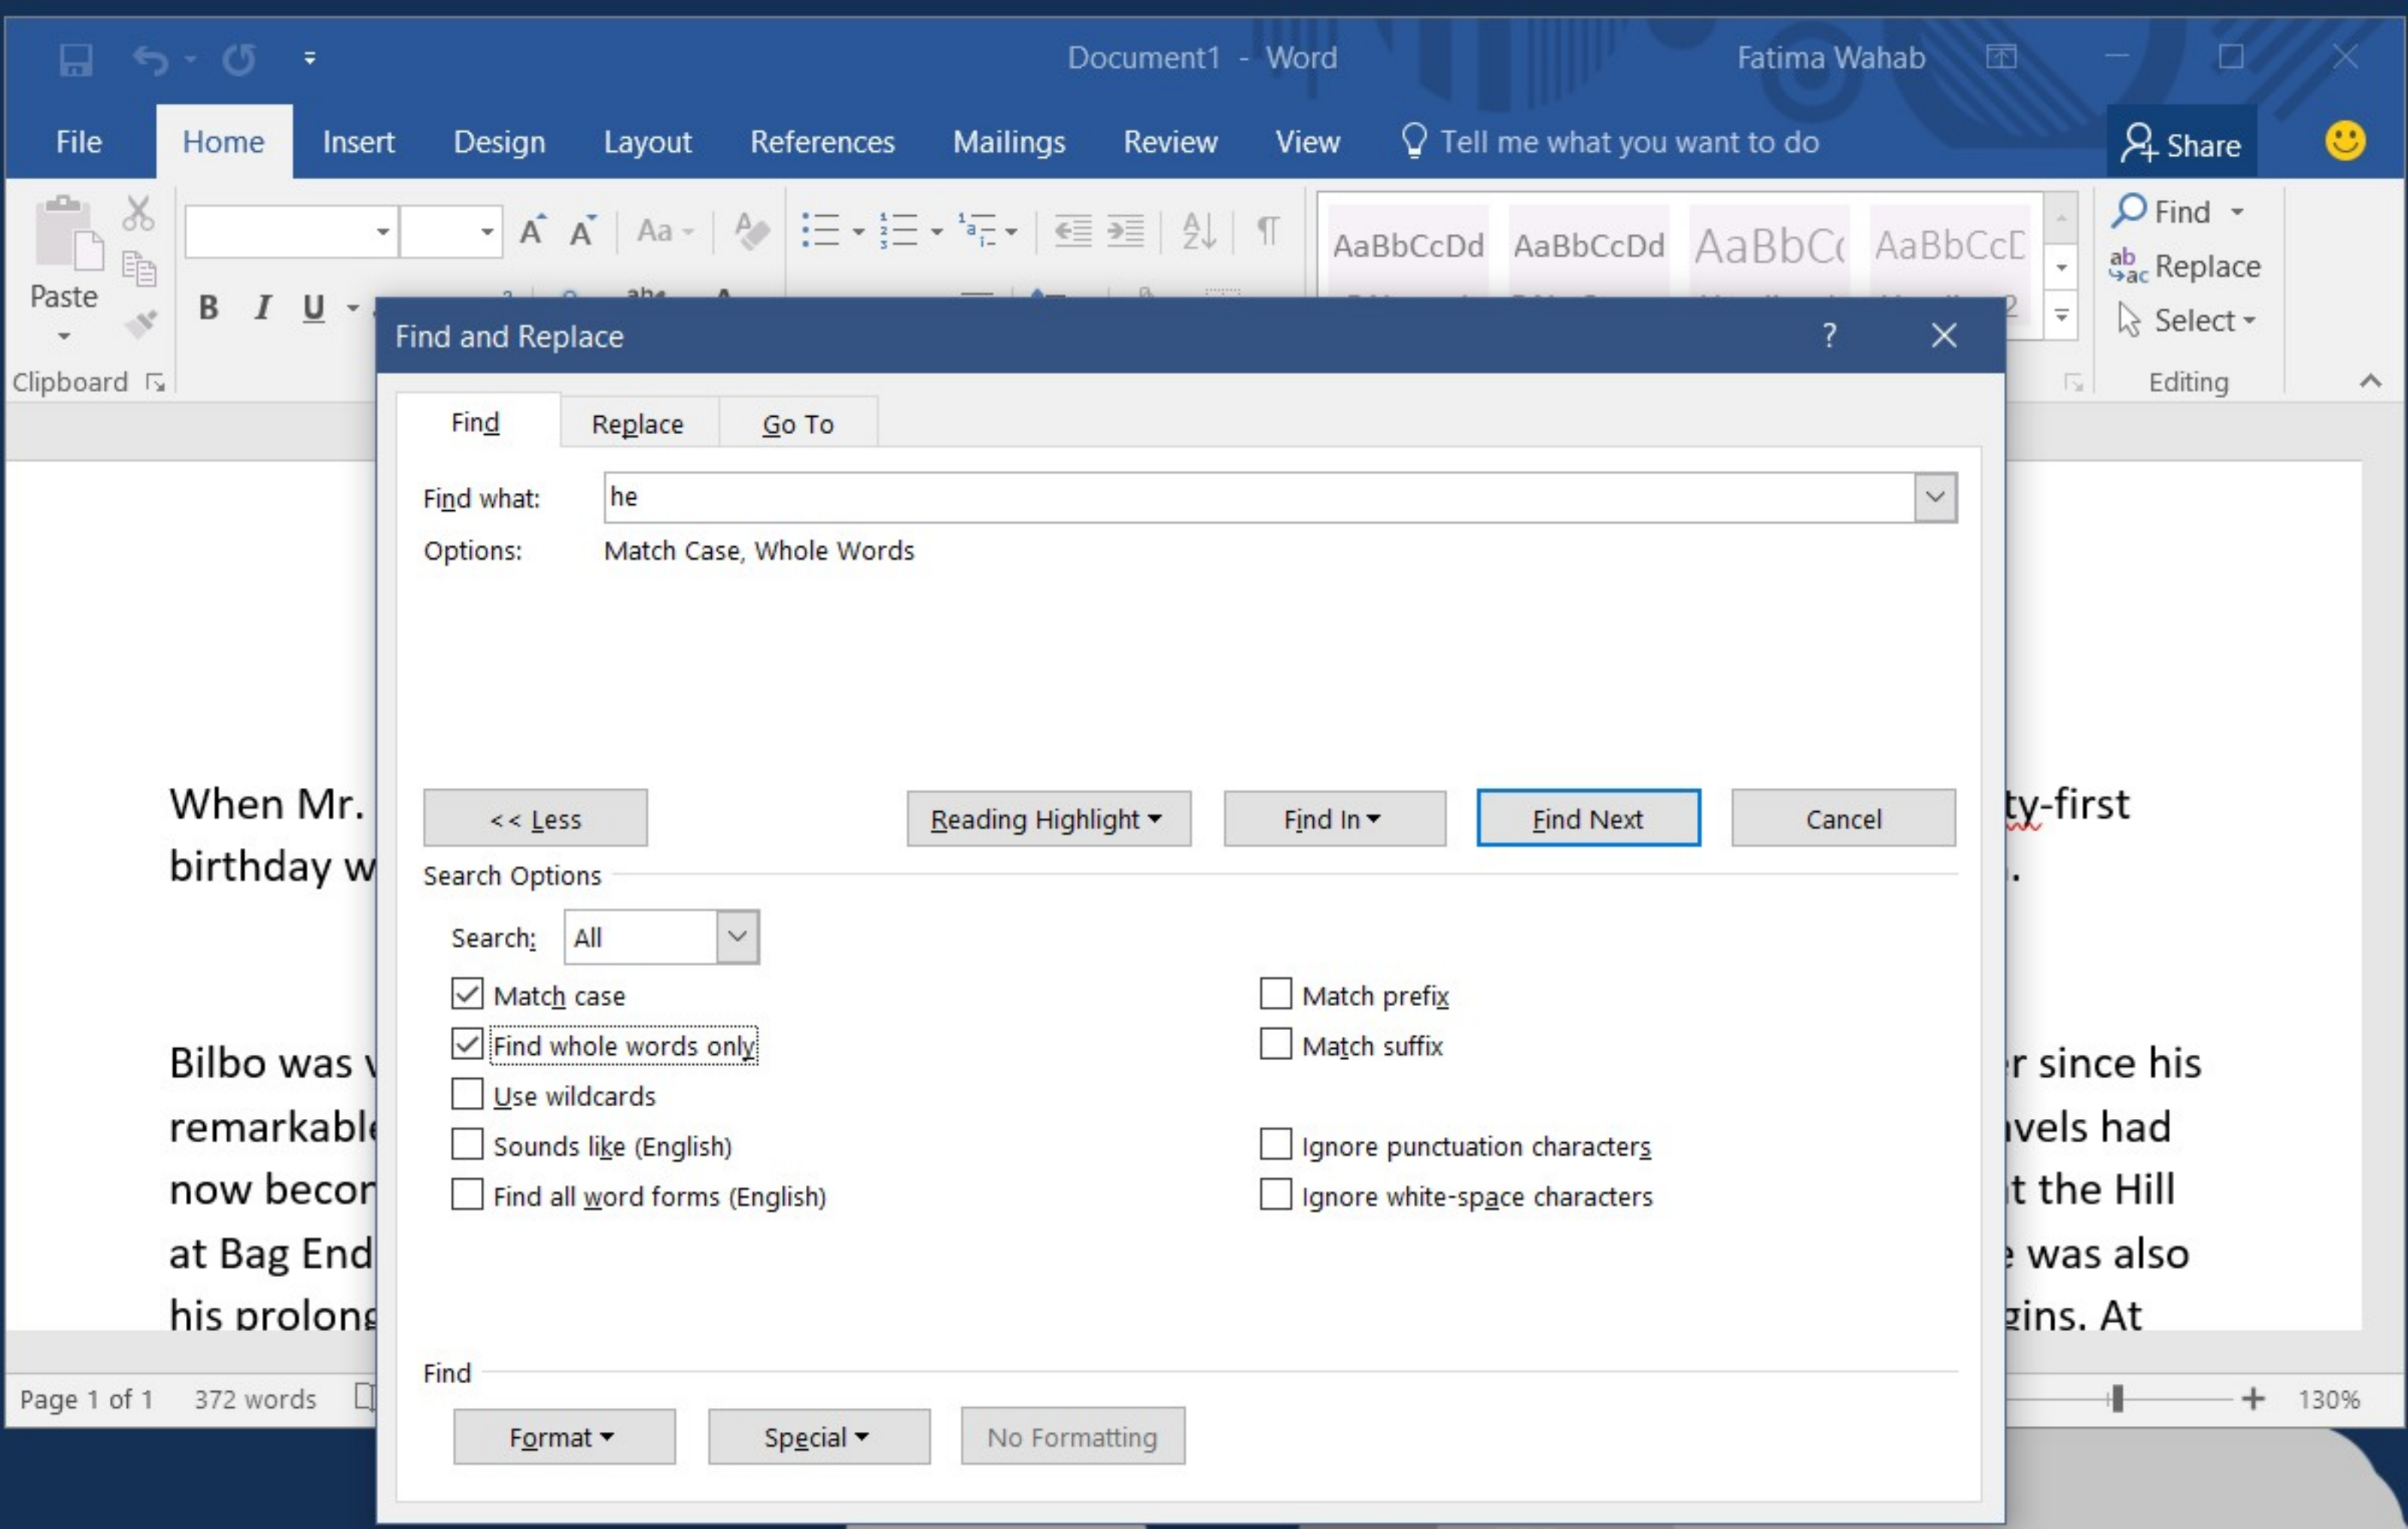 Document1 - Word
Fatima Wahab
File Home Insert Design Layout References Mailings Review View Tell me what you want to do Share
Paste
Clipboard
B I U
Aa
AaBbCcDd AaBbCcDd AaBbC AaBbCc
Find
Replace
Select
Editing
Find and Replace
Find Replace Go To
Find what: he
Options: Match Case, Whole Words
<< Less Reading Highlight Find In Find Next Cancel
Search Options
Search: All
Match case Match prefix
Find whole words only Match suffix
Use wildcards
Sounds like (English) Ignore punctuation characters
Find all word forms (English) Ignore white-space characters
Find
Format Special No Formatting
When Mr. ty-first
birthday w
Bilbo was since his
had
now the Hill
at Bag End was also
his At
Page 1 of 1 372 words 130%